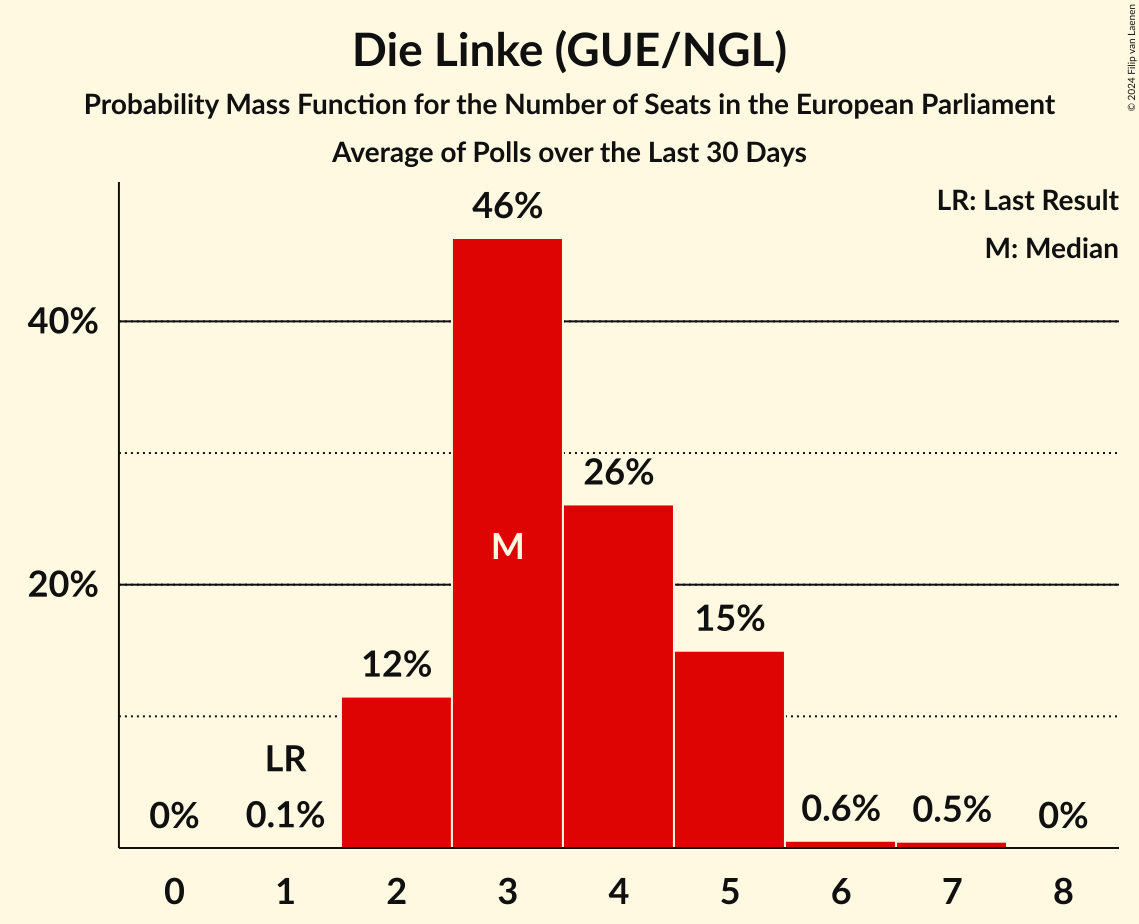 Die Linke (GUE/NGL)
Probability Mass Function for the Number of Seats in the European Parliament
Average of Polls over the Last 30 Days
© 2024 Filip van Laenen
LR: Last Result
M: Median
46%
40%
26%
M
20%
15%
12%
LR
0%
0.1%
0.6%
0.5%
0%
0 1 2 3 4 5 6 7 8